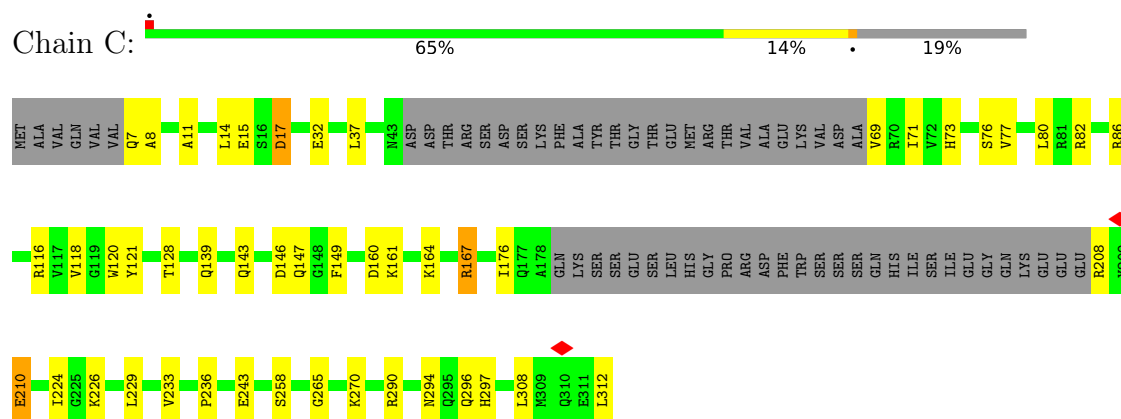 Chain C:
65% 14% • 19%
MET ALA VAL GLN VAL VAL Q7 A8 A11 L14 E15 S16 D17 E32 L37 N43 ASP ASP THR ARG SER ASP SER LYS PHE ALA TYR THR GLY THR GLU MET ARG THR VAL ALA GLU LYS VAL ASP ALA V69 R70 I71 V72 H73 S76 V77 L80 R81 R82 R86
R116 V117 V118 G119 W120 Y121 T128 Q139 Q143 D146 Q147 G148 F149 D160 K161 K164 R167 I176 Q177 A178 GLN LYS SER SER GLU SER LEU HIS GLY PRO ARG ASP PHE TRP SER SER SER GLN HIS ILE SER ILE GLU GLY GLN LYS GLU GLU GLU R208
E210 I224 G225 K226 L229 V233 P236 E243 S258 G265 K270 R290 N294 Q295 Q296 H297 L308 M309 Q310 E311 L312